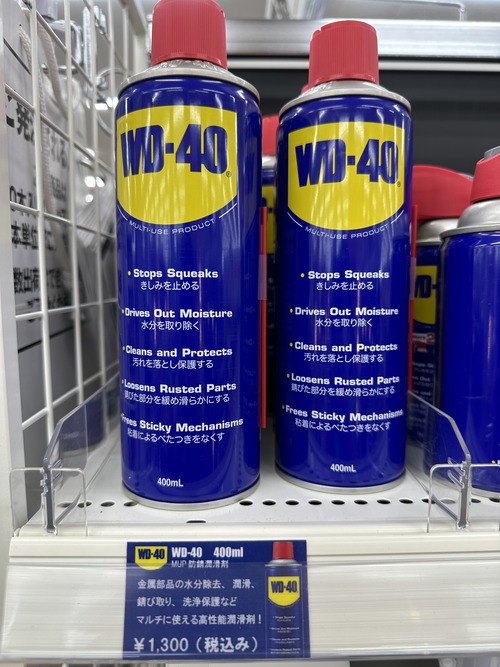 WD-40®
MULTI-USE PRODUCT
• Stops Squeaks
きしみを止める
• Drives Out Moisture
水分を取り除く
• Cleans and Protects
汚れを落とし保護する
• Loosens Rusted Parts
錆びた部分を緩め滑らかにする
• Frees Sticky Mechanisms
粘着によるべたつきをなくす
400mL
WD-40®
MULTI-USE PRODUCT
• Stops Squeaks
きしみを止める
• Drives Out Moisture
水分を取り除く
• Cleans and Protects
汚れを落とし保護する
• Loosens Rusted Parts
錆びた部分を緩め滑らかにする
• Frees Sticky Mechanisms
粘着によるべたつきをなくす
400mL
WD-
WD-40 WD-40 400ml
MUP 防錆潤滑剤
金属部品の水分除去、潤滑、
錆び取り、洗浄保護など
マルチに使える高性能潤滑剤!
¥1,300(税込み)
WD-40